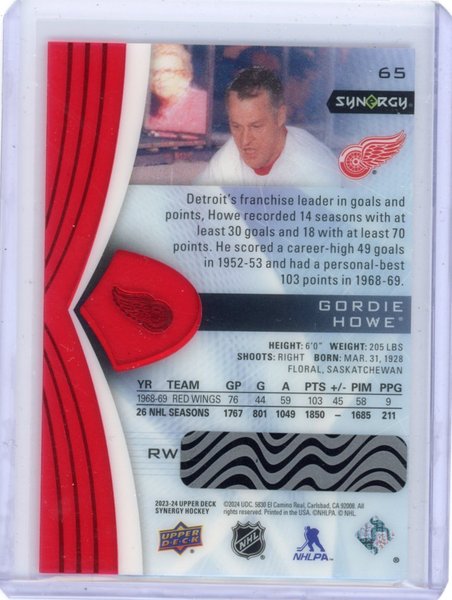 65
SYNERGY
Detroit's franchise leader in goals and
points, Howe recorded 14 seasons with at
least 30 goals and 18 with at least 70
points. He scored a career-high 49 goals
in 1952-53 and had a personal-best
103 points in 1968-69.
GORDIE
HOWE®
HEIGHT: 6'0" WEIGHT: 205 LBS
SHOOTS: RIGHT BORN: MAR. 31, 1928
FLORAL, SASKATCHEWAN
YR TEAM GP G A PTS +/- PIM PPG
1968-69 RED WINGS 76 44 59 103 45 58 9
26 NHL SEASONS 1767 801 1049 1850 – 1685 211
RW
2023-24 UPPER DECK
SYNERGY HOCKEY
©2024 UDC. 5830 El Camino Real, Carlsbad, CA 92008. All
rights reserved. Printed in the USA. ©NHLPA. © NHL.
UPPER
DECK
NHL
NHLPA
®